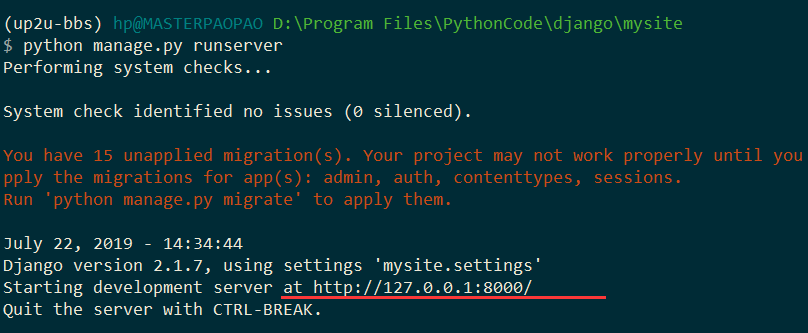 (up2u-bbs) hp@MASTERPAOPAO D:\Program Files\PythonCode\django\mysite
$ python manage.py runserver
Performing system checks...
System check identified no issues (0 silenced).
You have 15 unapplied migration(s). Your project may not work properly until you
pply the migrations for app(s): admin, auth, contenttypes, sessions.
Run 'python manage.py migrate' to apply them.
July 22, 2019 - 14:34:44
Django version 2.1.7, using settings 'mysite.settings'
Starting development server at http://127.0.0.1:8000/
Quit the server with CTRL-BREAK.